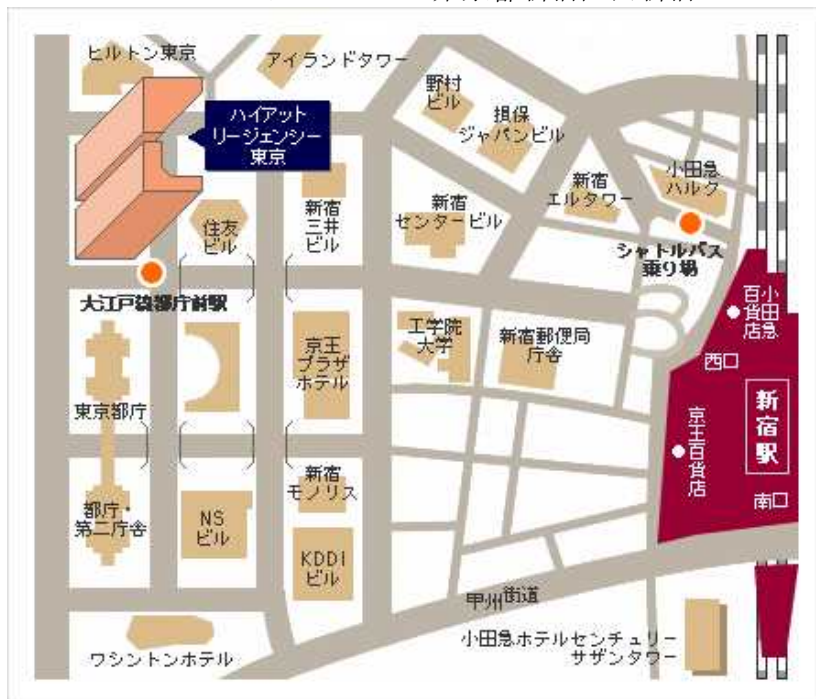 ヒルトン東京
アイランドタワー
野村
ビル
損保
ジャパンビル
ハイアット
リージェンシー
東京
小田急
ハルク
新宿
エルタワー
新宿
センタービル
新宿
三井
ビル
住友
ビル
シャトルバス
乗り場
大江戸線都庁前駅
小田急
百貨店
工学院
大学
新宿郵便局
庁舎
京王
プラザ
ホテル
西口
新宿駅
東京都庁
京王百貨店
新宿
モノリス
南口
都庁・
第二庁舎
NS
ビル
KDDI
ビル
甲州街道
小田急ホテルセンチュリー
サザンタワー
ワシントンホテル